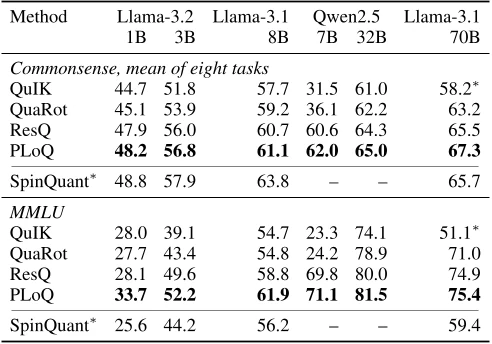 Method Llama-3.2 Llama-3.1 Qwen2.5 Llama-3.1
1B 3B 8B 7B 32B 70B
Commonsense, mean of eight tasks
QuIK 44.7 51.8 57.7 31.5 61.0 58.2*
QuaRot 45.1 53.9 59.2 36.1 62.2 63.2
ResQ 47.9 56.0 60.7 60.6 64.3 65.5
PLoQ 48.2 56.8 61.1 62.0 65.0 67.3
SpinQuant* 48.8 57.9 63.8 – – 65.7
MMLU
QuIK 28.0 39.1 54.7 23.3 74.1 51.1*
QuaRot 27.7 43.4 54.8 24.2 78.9 71.0
ResQ 28.1 49.6 58.8 69.8 80.0 74.9
PLoQ 33.7 52.2 61.9 71.1 81.5 75.4
SpinQuant* 25.6 44.2 56.2 – – 59.4